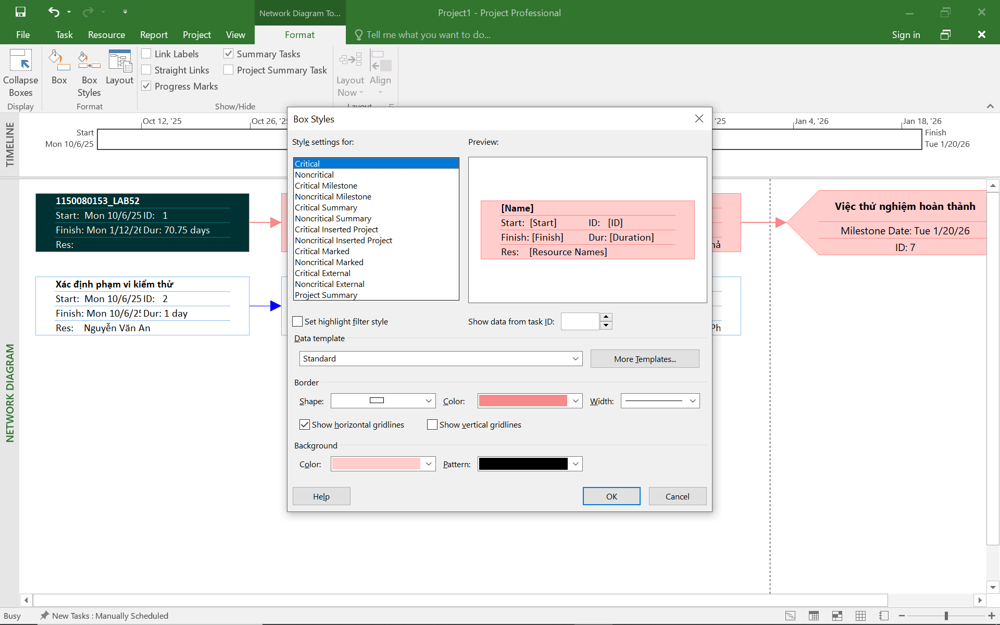 Network Diagram To...
Project1 - Project Professional
File
Task
Resource
Report
Project
View
Format
Tell me what you want to do...
Sign in
Collapse Boxes
Display
Box
Box Styles
Layout
Format
Link Labels
Straight Links
Progress Marks
Summary Tasks
Project Summary Task
Show/Hide
Layout Now
Align
Layout
TIMELINE
Start
Mon 10/6/25
Oct 12, '25
Oct 26, '25
'25
Jan 4, '26
Jan 18, '26
Finish
Tue 1/20/26
NETWORK DIAGRAM
1150080153_LAB52
Start: Mon 10/6/25 ID: 1
Finish: Mon 1/12/26 Dur: 70.75 days
Res:
Xác định phạm vi kiểm thử
Start: Mon 10/6/25 ID: 2
Finish: Mon 10/6/25 Dur: 1 day
Res: Nguyễn Văn An
Ph
Việc thử nghiệm hoàn thành
Milestone Date: Tue 1/20/26
ID: 7
Box Styles
Style settings for:
Critical
Noncritical
Critical Milestone
Noncritical Milestone
Critical Summary
Noncritical Summary
Critical Inserted Project
Noncritical Inserted Project
Critical Marked
Noncritical Marked
Critical External
Noncritical External
Project Summary
Preview:
[Name]
Start: [Start] ID: [ID]
Finish: [Finish] Dur: [Duration]
Res: [Resource Names]
Set highlight filter style
Show data from task ID:
Data template
Standard
More Templates...
Border
Shape:
Color:
Width:
Show horizontal gridlines
Show vertical gridlines
Background
Color:
Pattern:
Help
OK
Cancel
Busy
New Tasks : Manually Scheduled